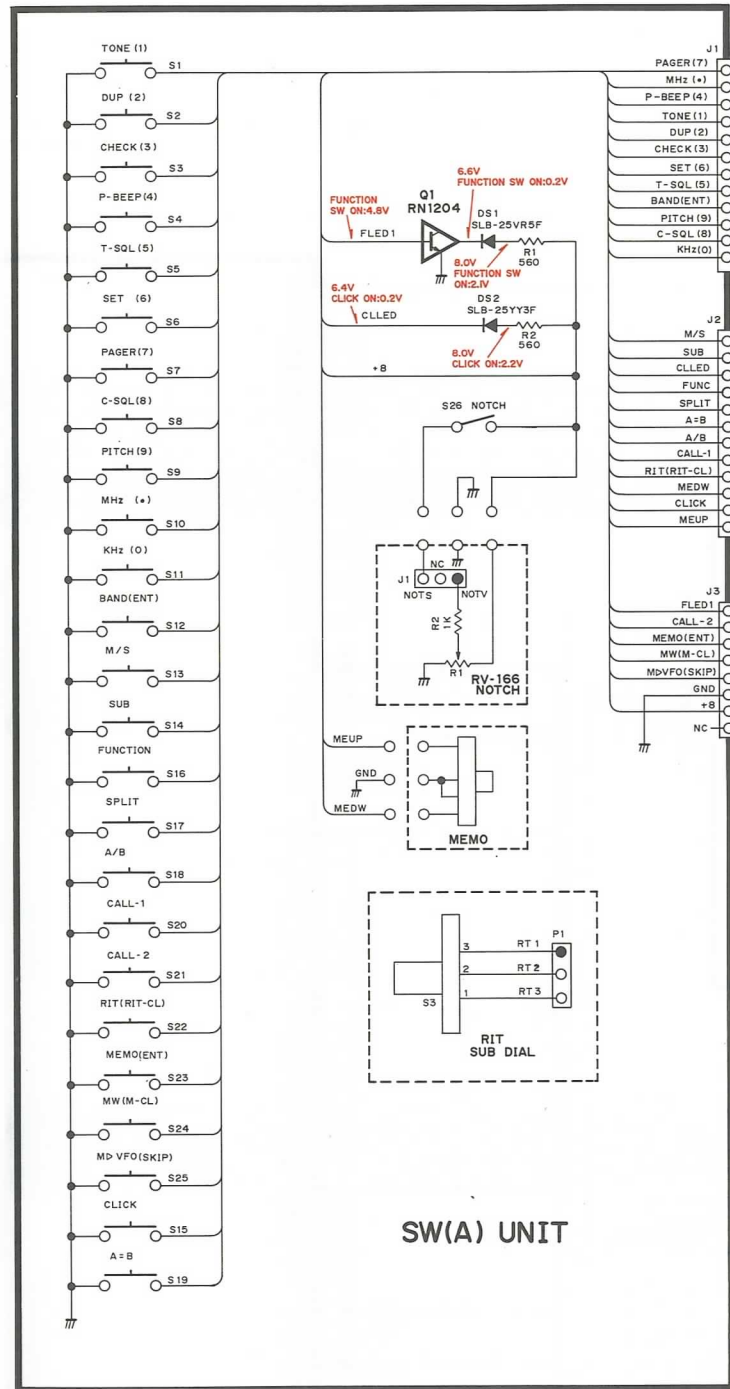 TONE (1)
S1
DUP (2)
S2
CHECK(3)
S3
P-BEEP(4)
S4
T-SQL(5)
S5
SET (6)
S6
PAGER(7)
S7
C-SQL(8)
S8
PITCH(9)
S9
MHz (•)
S10
KHz (0)
S11
BAND(ENT)
S12
M/S
S13
SUB
S14
FUNCTION
S16
SPLIT
S17
A/B
S18
CALL-1
S20
CALL-2
S21
RIT(RIT-CL)
S22
MEMO(ENT)
S23
MW(M-CL)
S24
M▷VFO(SKIP)
S25
CLICK
S15
A=B
S19
FUNCTION
SW ON:4.8V
FLED1
Q1
RN1204
6.6V
FUNCTION SW ON:0.2V
DS1
SLB-25VR5F
R1
560
8.0V
FUNCTION SW
ON:2.1V
6.4V
CLICK ON:0.2V
CLLED
DS2
SLB-25YY3F
R2
560
8.0V
CLICK ON:2.2V
+8
S26 NOTCH
NC
J1
NOTS
NOTV
R2
1K
R1
RV-166
NOTCH
MEUP
GND
MEDW
MEMO
3
RT1
P1
2
RT2
1
RT3
S3
RIT
SUB DIAL
SW(A) UNIT
J1
PAGER(7)
MHz(•)
P-BEEP(4)
TONE(1)
DUP(2)
CHECK(3)
SET(6)
T-SQL(5)
BAND(ENT)
PITCH(9)
C-SQL(8)
KHz(0)
J2
M/S
SUB
CLLED
FUNC
SPLIT
A=B
A/B
CALL-1
RIT(RIT-CL)
MEDW
CLICK
MEUP
J3
FLED1
CALL-2
MEMO(ENT)
MW(M-CL)
M▷VFO(SKIP)
GND
+8
NC